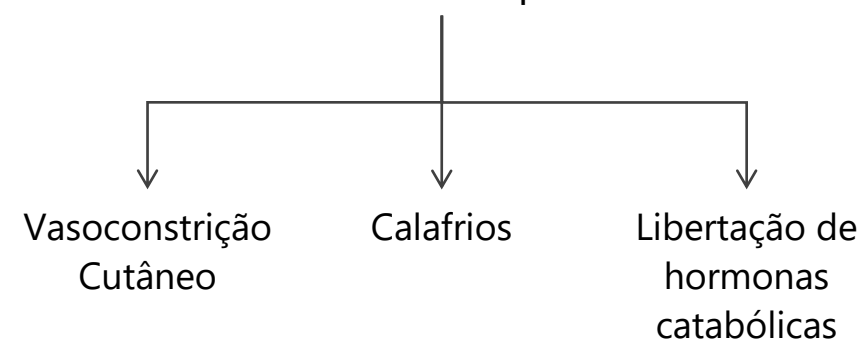 Vasoconstrição Calafrios Libertação de
Cutâneo hormonas
catabólicas